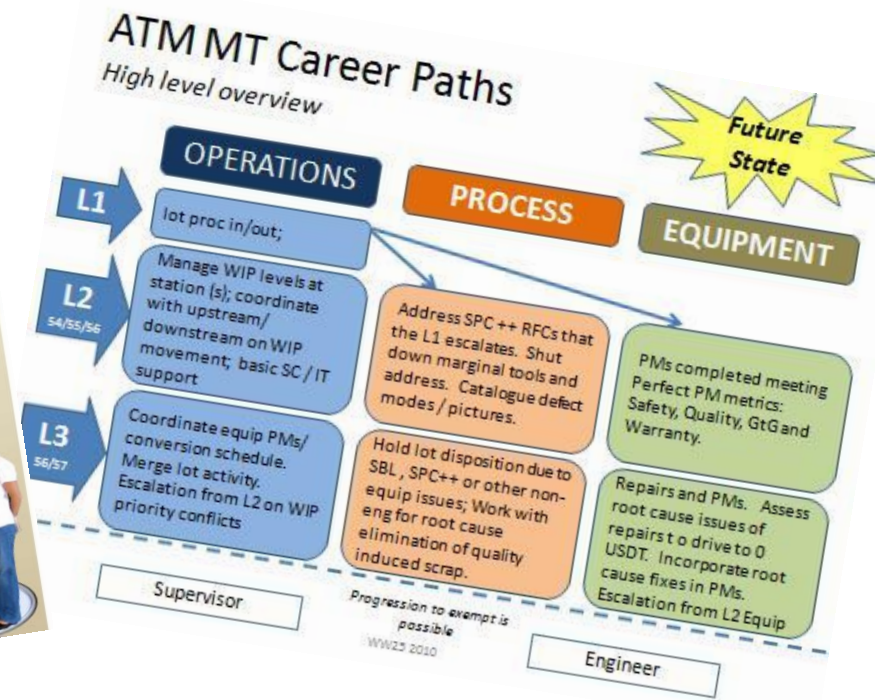 ATM MT Career Paths
High level overview
Future
State
OPERATIONS
PROCESS
EQUIPMENT
L1
lot proc in/out;
L2
54/55/56
Manage WIP levels at
station (s); coordinate
with upstream/
downstream on WIP
movement; basic SC / IT
support
Address SPC ++ RFCs that
the L1 escalates. Shut
down marginal tools and
address. Catalogue defect
modes / pictures.
PMs completed meeting
Perfect PM metrics:
Safety, Quality, GtG and
Warranty.
L3
56/57
Coordinate equip PMs/
conversion schedule.
Merge lot activity.
Escalation from L2 on WIP
priority conflicts
Hold lot disposition due to
SBL , SPC++ or other non-
equip issues; Work with
eng for root cause
elimination of quality
induced scrap.
Repairs and PMs. Assess
root cause issues of
repairs t o drive to 0
USDT. Incorporate root
cause fixes in PMs.
Escalation from L2 Equip
Supervisor
Progression to exempt is
possible
WW25 2010
Engineer